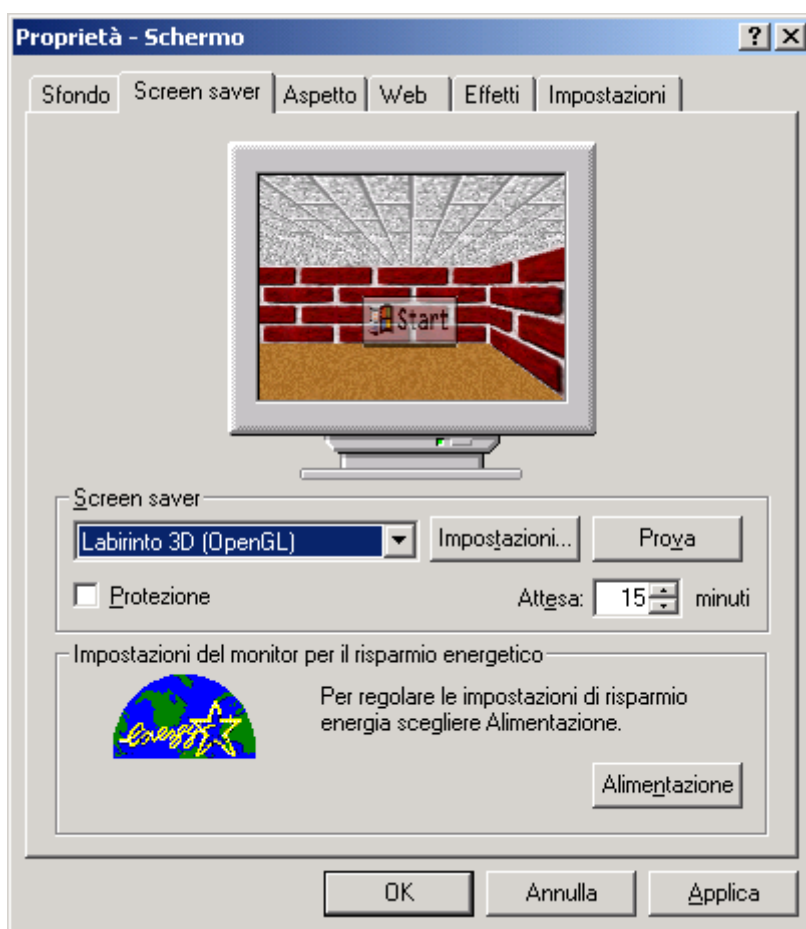 Proprietà - Schermo
Sfondo Screen saver Aspetto Web Effetti Impostazioni
Start
Screen saver
Labirinto 3D (OpenGL) Impostazioni... Prova
Protezione Attesa: 15 minuti
Impostazioni del monitor per il risparmio energetico
Per regolare le impostazioni di risparmio
energia scegliere Alimentazione.
energy
Alimentazione
OK Annulla Applica